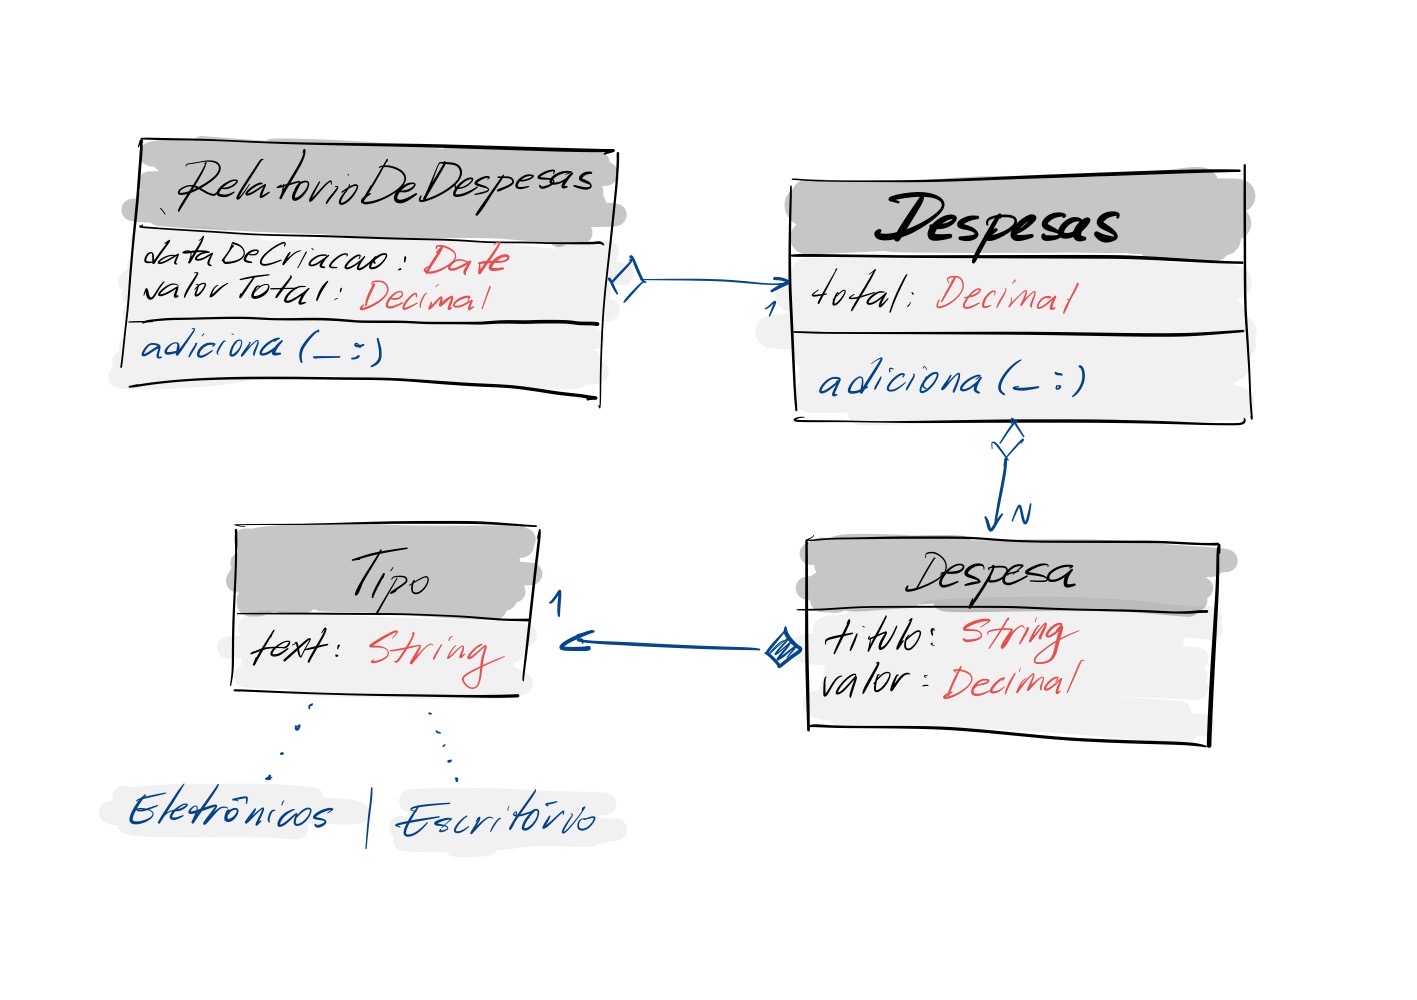 RelatorioDeDespesas
dataDeCriacao: Date
valorTotal: Decimal
adiciona(_:)
1
Despesas
total: Decimal
adiciona(_:)
N
Tipo
text: String
1
Despesa
titulo: String
valor: Decimal
Eletrônicos | Escritório